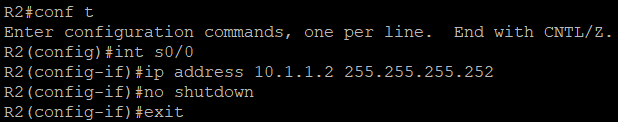 R2#conf t
Enter configuration commands, one per line.  End with CNTL/Z.
R2(config)#int s0/0
R2(config-if)#ip address 10.1.1.2 255.255.255.252
R2(config-if)#no shutdown
R2(config-if)#exit